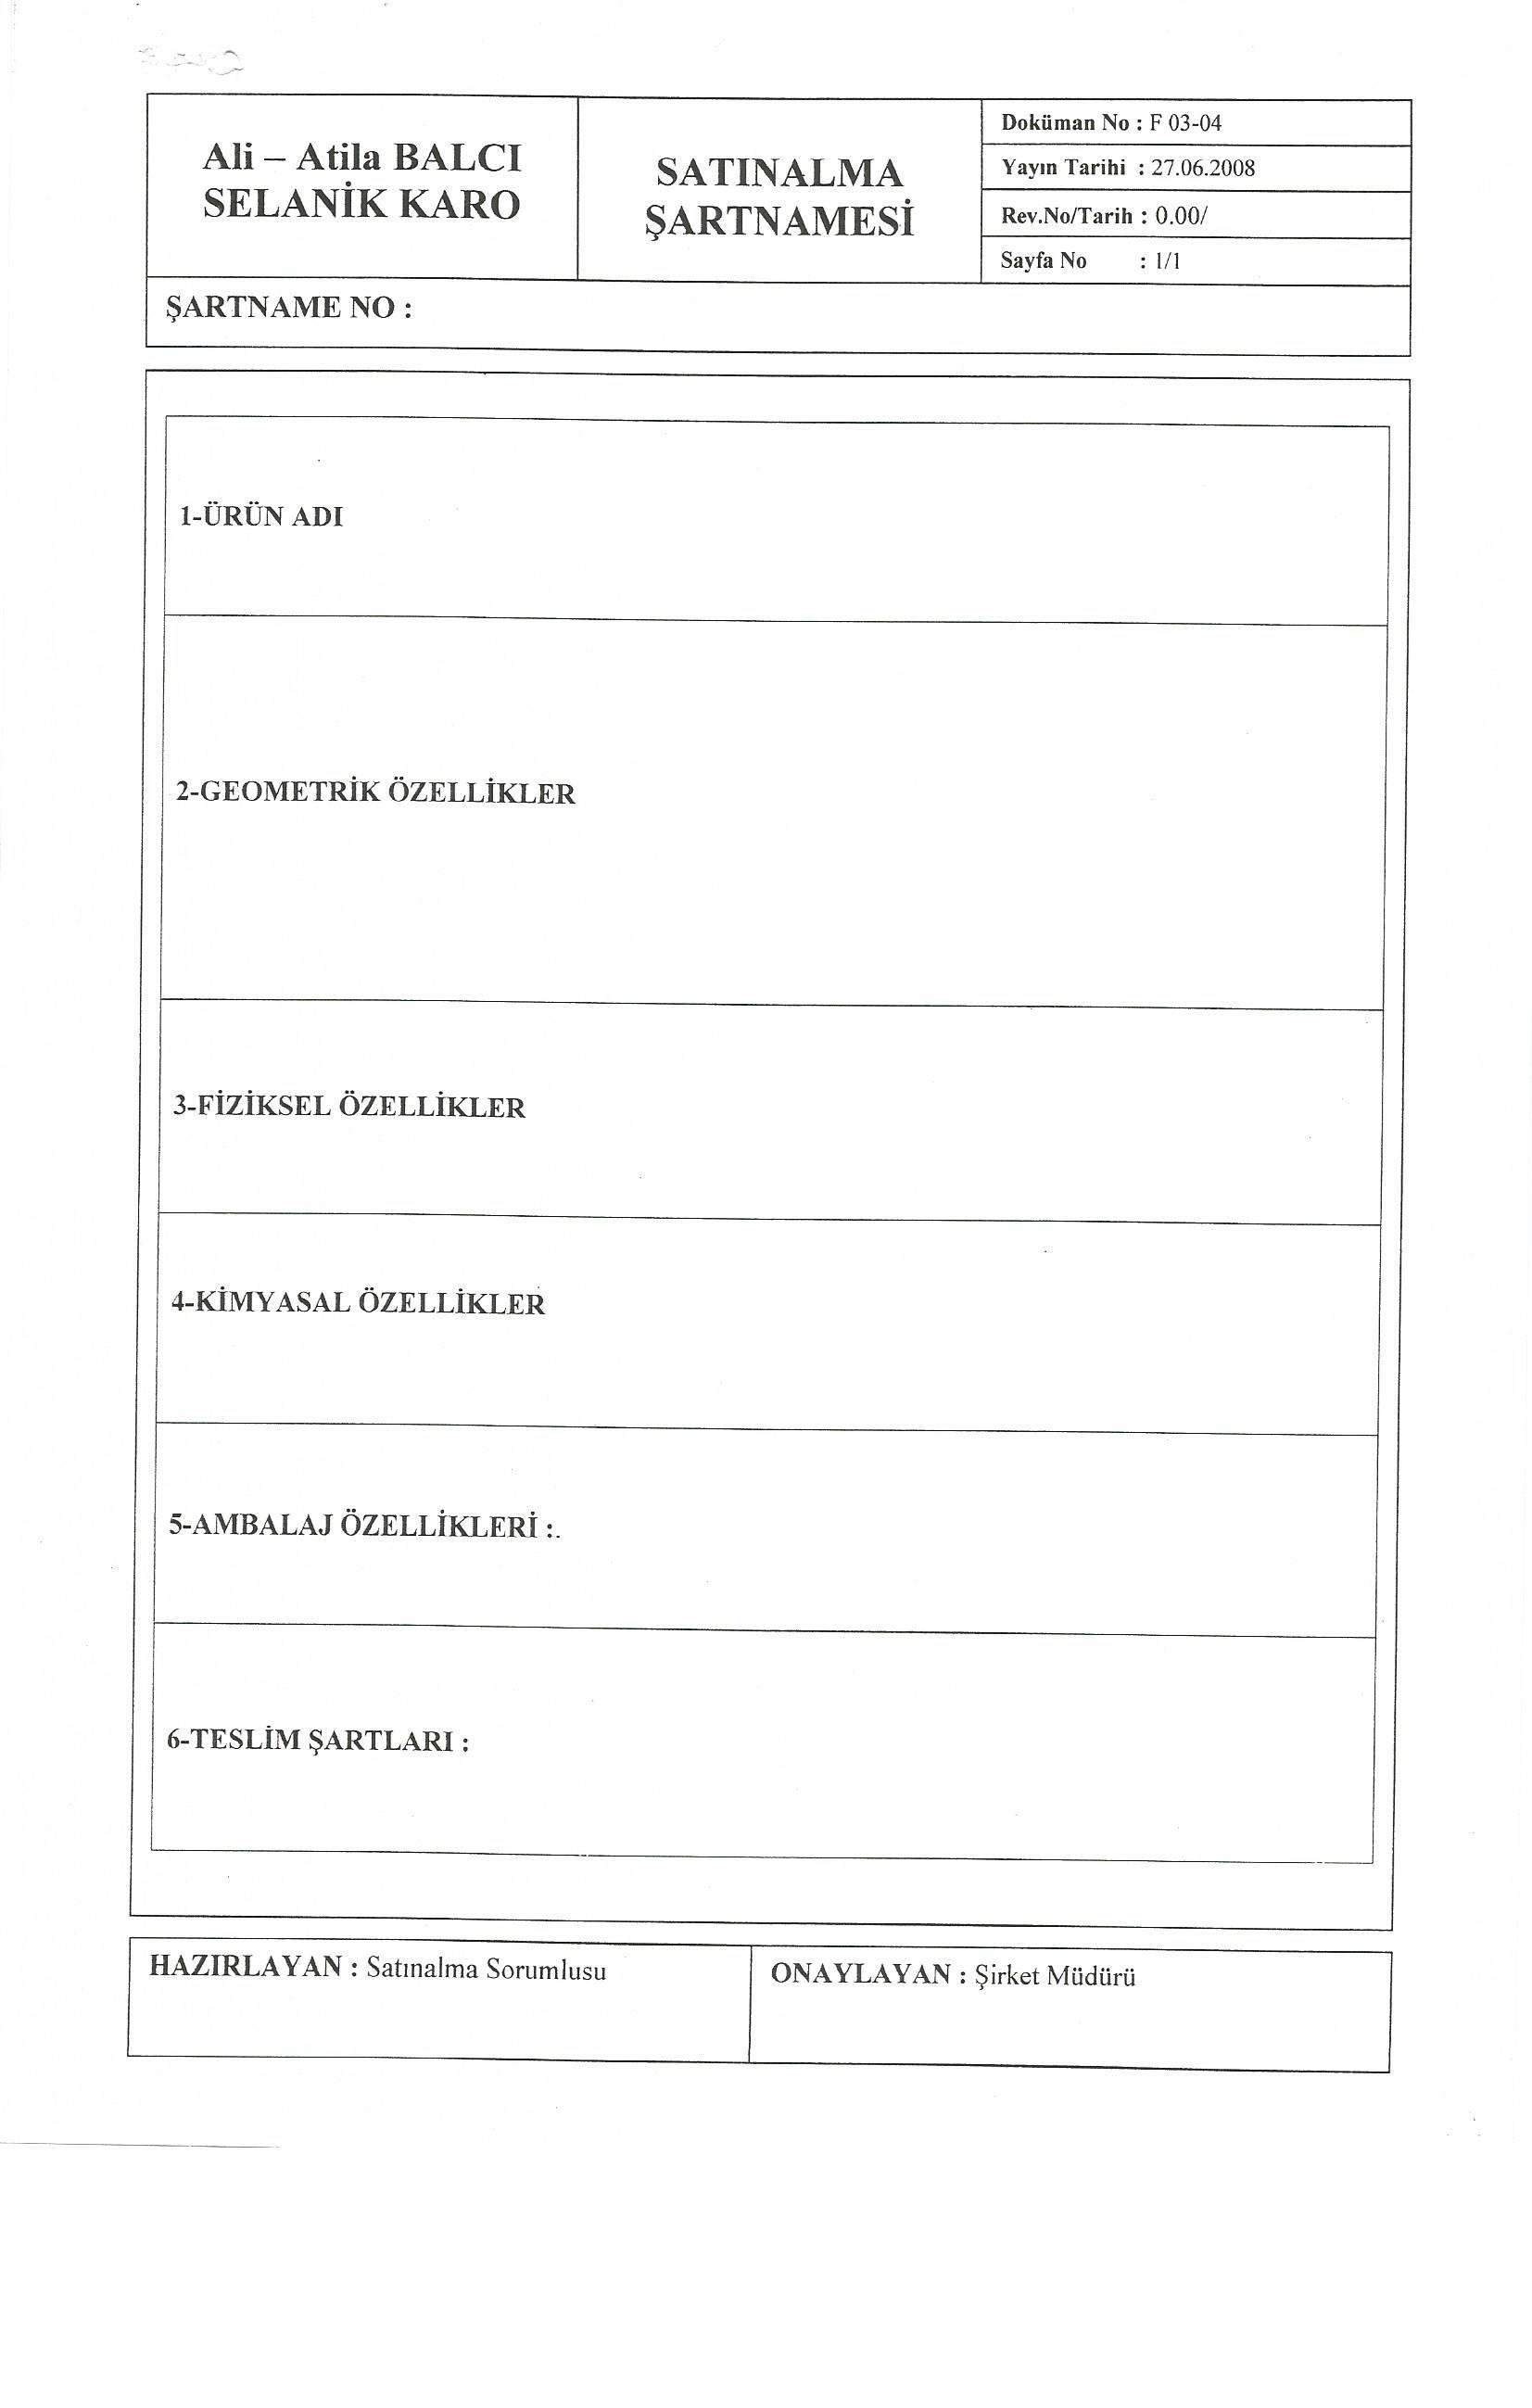 Ali – Atila BALCI
SELANİK KARO
SATINALMA
ŞARTNAMESİ
Doküman No : F 03-04
Yayın Tarihi : 27.06.2008
Rev.No/Tarih : 0.00/
Sayfa No : 1/1
ŞARTNAME NO :
1-ÜRÜN ADI
2-GEOMETRİK ÖZELLİKLER
3-FİZİKSEL ÖZELLİKLER
4-KİMYASAL ÖZELLİKLER
5-AMBALAJ ÖZELLİKLERİ :.
6-TESLİM ŞARTLARI :
HAZIRLAYAN : Satınalma Sorumlusu
ONAYLAYAN : Şirket Müdürü